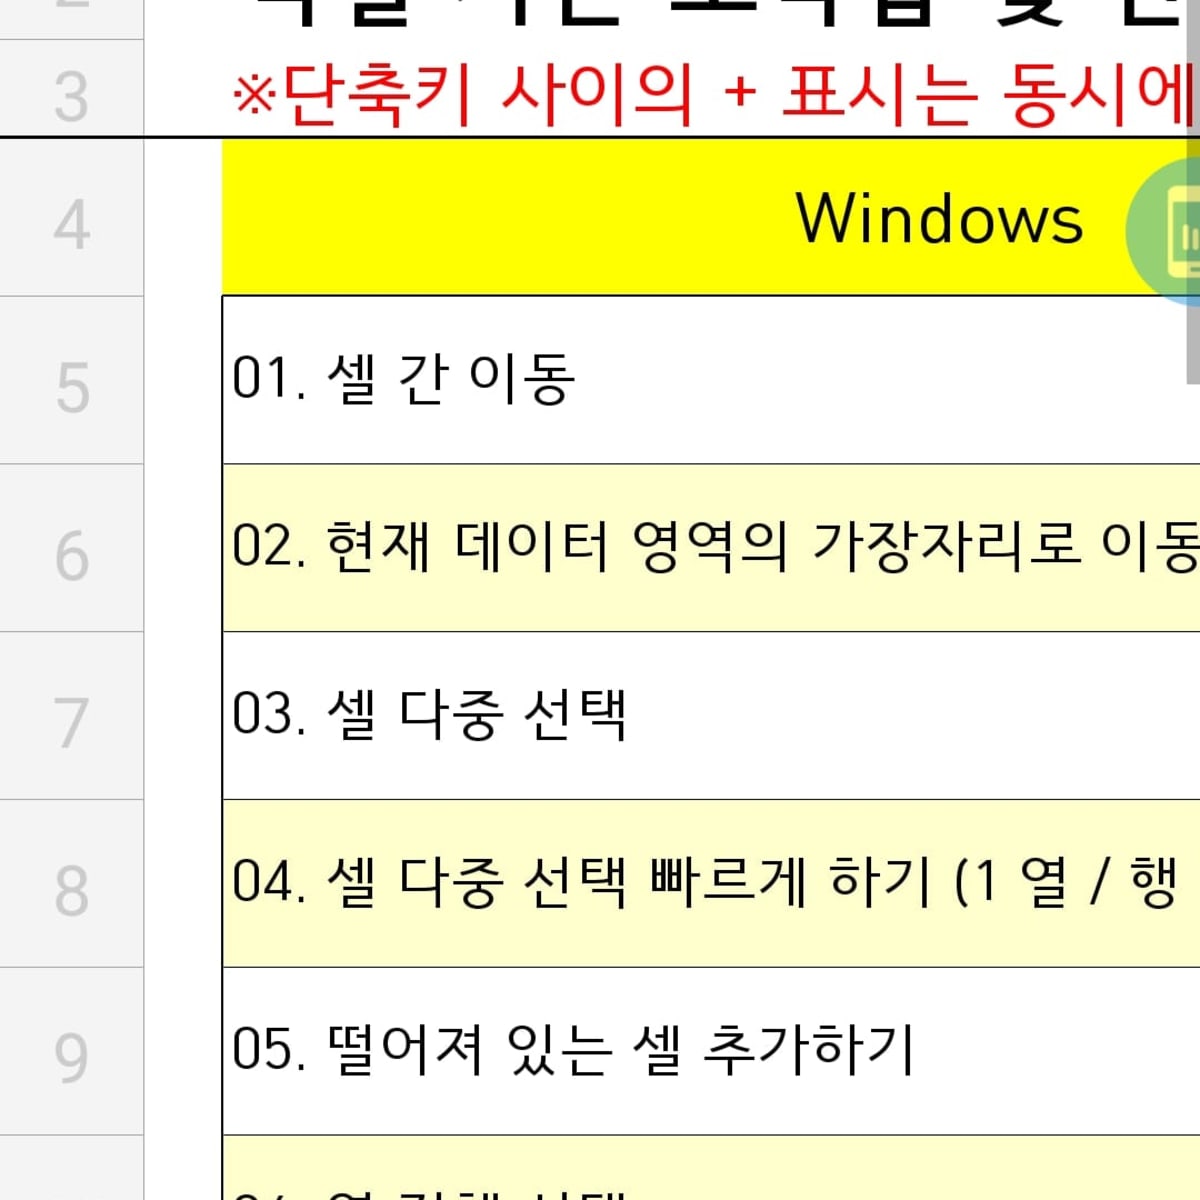 3
※단축키 사이의 + 표시는 동시에
4
Windows
5
01. 셀 간 이동
6
02. 현재 데이터 영역의 가장자리로 이동
7
03. 셀 다중 선택
8
04. 셀 다중 선택 빠르게 하기 (1 열 / 행
9
05. 떨어져 있는 셀 추가하기